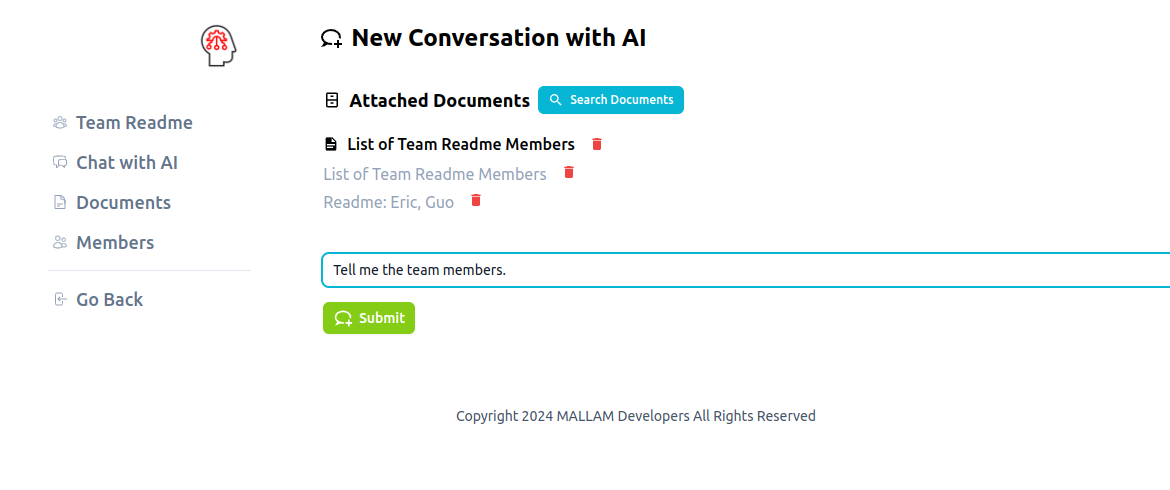 New Conversation with AI
Attached Documents
Search Documents
Team Readme
List of Team Readme Members
Chat with AI
List of Team Readme Members
Documents
Readme: Eric, Guo
Members
Tell me the team members.
Go Back
Submit
Copyright 2024 MALLAM Developers All Rights Reserved